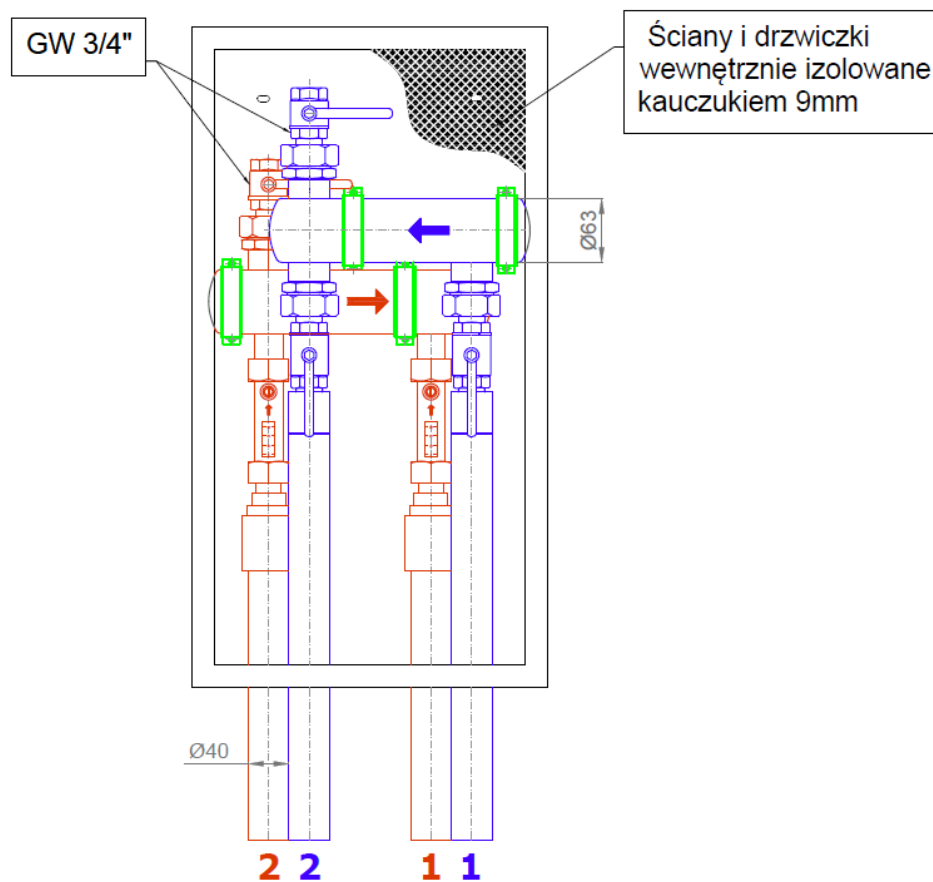 GW 3/4"
Ściany i drzwiczki
wewnętrznie izolowane
kauczukiem 9mm
Ø63
Ø40
2 2 1 1